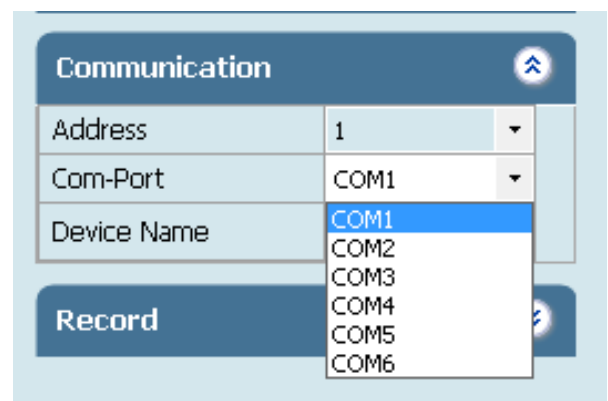 Communication
Address 1
Com-Port COM1
Device Name COM1
COM2
COM3
COM4
Record COM5
COM6